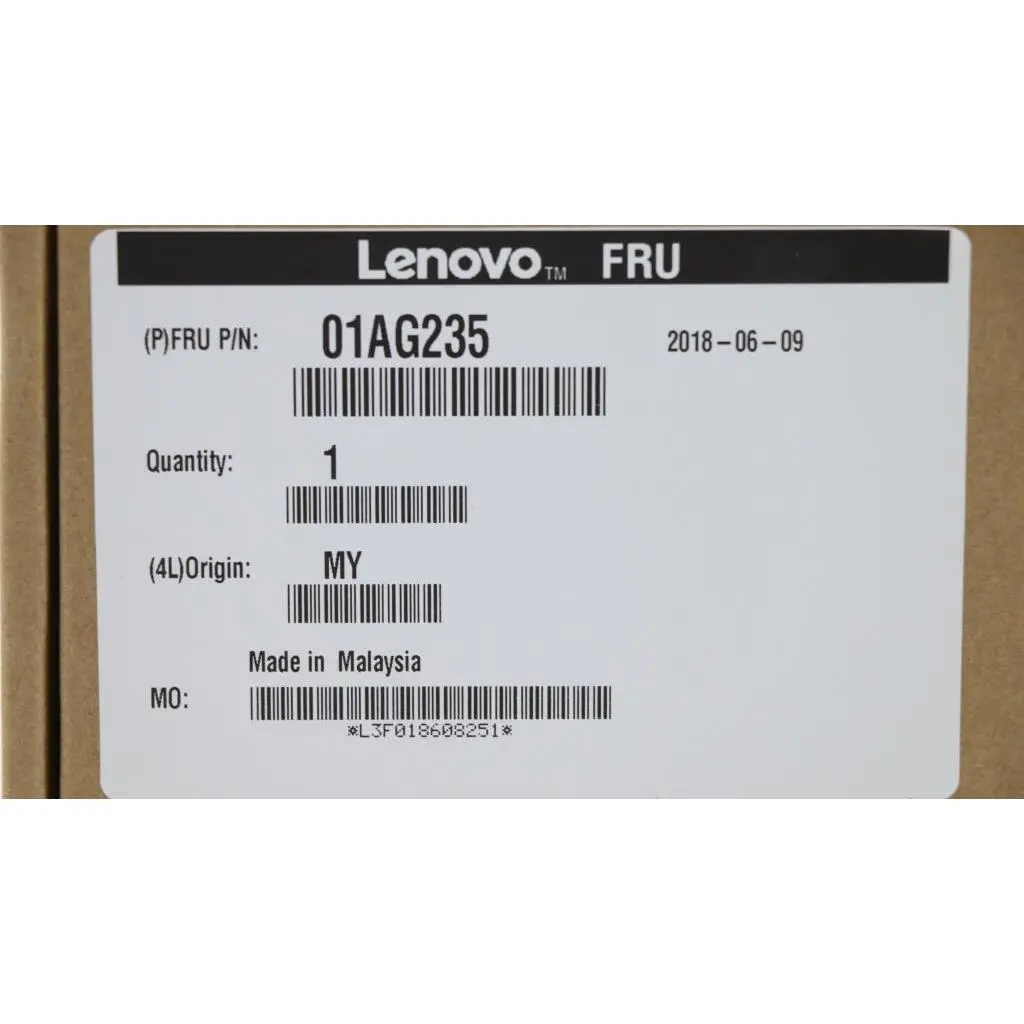 Lenovo™ FRU
(P)FRU P/N: 01AG235 2018-06-09
Quantity: 1
(4L)Origin: MY
Made in Malaysia
MO:
*L3F018608251*